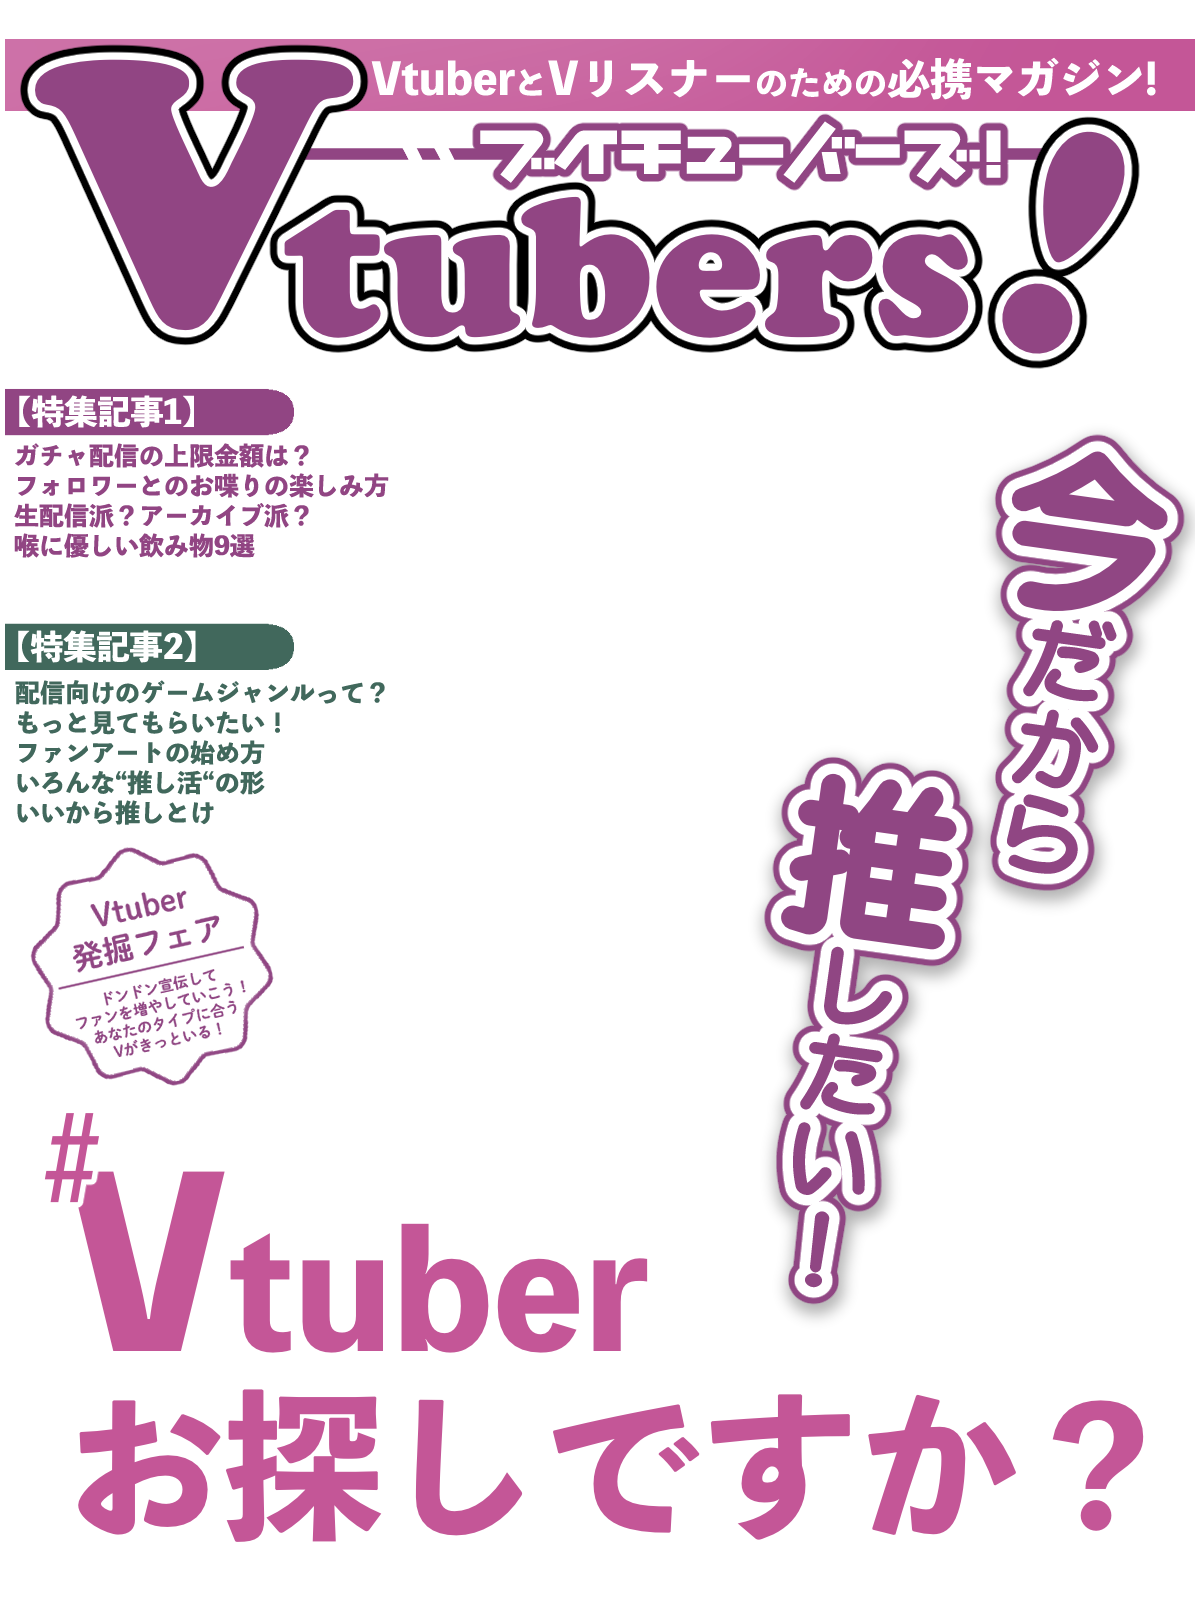 VtuberとVリスナーのための必携マガジン!
ブイチューバーズ!
Vtubers!
【特集記事1】
ガチャ配信の上限金額は？
フォロワーとのお喋りの楽しみ方
生配信派？アーカイブ派？
喉に優しい飲み物9選
【特集記事2】
配信向けのゲームジャンルって？
もっと見てもらいたい！
ファンアートの始め方
いろんな“推し活“の形
いいから推しとけ
今だから
推したい！
Vtuber
発掘フェア
ドンドン宣伝して
ファンを増やしていこう！
あなたのタイプに合う
Vがきっといる！
#Vtuber
お探しですか？